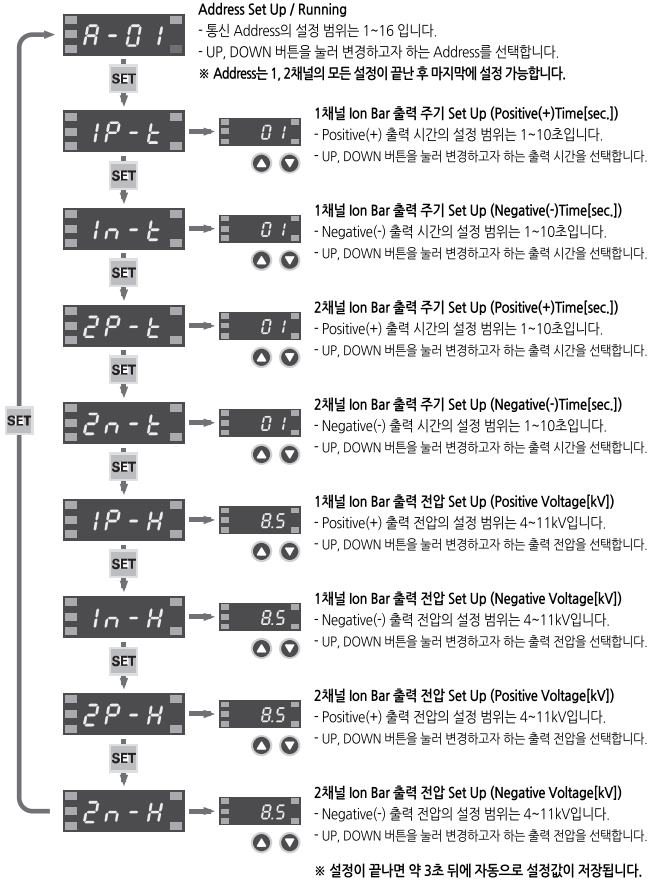 Address Set Up / Running
A-01
- 통신 Address의 설정 범위는 1~16 입니다.
- UP, DOWN 버튼을 눌러 변경하고자 하는 Address를 선택합니다.
※ Address는 1, 2채널의 모든 설정이 끝난 후 마지막에 설정 가능합니다.
SET
1채널 Ion Bar 출력 주기 Set Up (Positive(+)Time[sec.])
1P-t
01
- Positive(+) 출력 시간의 설정 범위는 1~10초입니다.
- UP, DOWN 버튼을 눌러 변경하고자 하는 출력 시간을 선택합니다.
SET
1채널 Ion Bar 출력 주기 Set Up (Negative(-)Time[sec.])
1n-t
01
- Negative(-) 출력 시간의 설정 범위는 1~10초입니다.
- UP, DOWN 버튼을 눌러 변경하고자 하는 출력 시간을 선택합니다.
SET
2채널 Ion Bar 출력 주기 Set Up (Positive(+)Time[sec.])
2P-t
01
- Positive(+) 출력 시간의 설정 범위는 1~10초입니다.
- UP, DOWN 버튼을 눌러 변경하고자 하는 출력 시간을 선택합니다.
SET
2채널 Ion Bar 출력 주기 Set Up (Negative(-)Time[sec.])
2n-t
01
- Negative(-) 출력 시간의 설정 범위는 1~10초입니다.
- UP, DOWN 버튼을 눌러 변경하고자 하는 출력 시간을 선택합니다.
SET
SET
1채널 Ion Bar 출력 전압 Set Up (Positive Voltage[kV])
1P-H
8.5
- Positive(+) 출력 전압의 설정 범위는 4~11kV입니다.
- UP, DOWN 버튼을 눌러 변경하고자 하는 출력 전압을 선택합니다.
SET
1채널 Ion Bar 출력 전압 Set Up (Negative Voltage[kV])
1n-H
8.5
- Negative(-) 출력 전압의 설정 범위는 4~11kV입니다.
- UP, DOWN 버튼을 눌러 변경하고자 하는 출력 전압을 선택합니다.
SET
2채널 Ion Bar 출력 전압 Set Up (Positive Voltage[kV])
2P-H
8.5
- Positive(+) 출력 전압의 설정 범위는 4~11kV입니다.
- UP, DOWN 버튼을 눌러 변경하고자 하는 출력 전압을 선택합니다.
SET
2채널 Ion Bar 출력 전압 Set Up (Negative Voltage[kV])
2n-H
8.5
- Negative(-) 출력 전압의 설정 범위는 4~11kV입니다.
- UP, DOWN 버튼을 눌러 변경하고자 하는 출력 전압을 선택합니다.
※ 설정이 끝나면 약 3초 뒤에 자동으로 설정값이 저장됩니다.